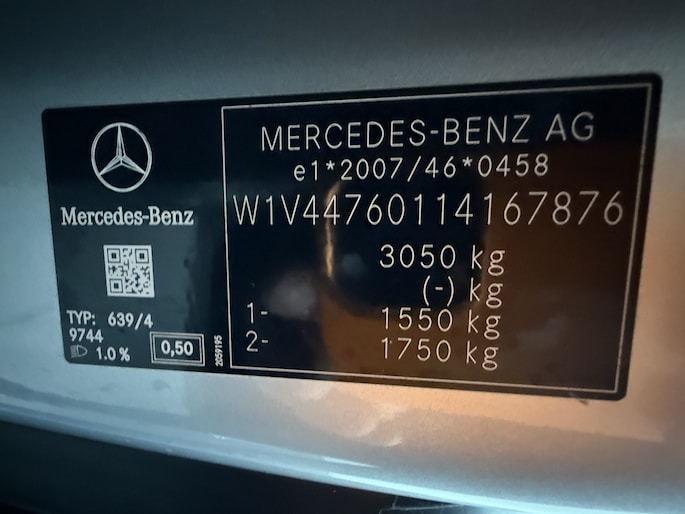 Mercedes-Benz
TYP: 639/4
9744
1.0 %
0,50
2059195
MERCEDES-BENZ AG
e1*2007/46*0458
W1V44760114167876
3050 kg
(-) kg
1- 1550 kg
2- 1750 kg